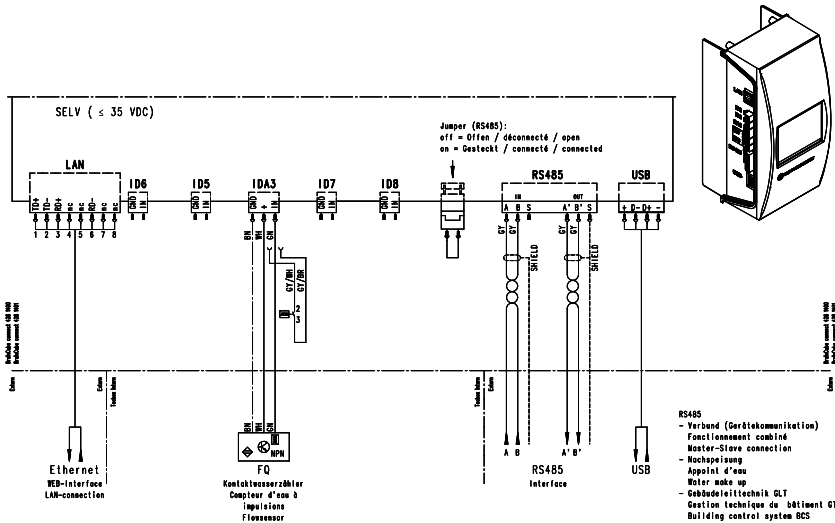 SELV ( ≤ 35 VDC)
Jumper (RS485):
off = Offen / déconnecté / open
on = Gesteckt / connecté / connected
LAN
ID6
ID5
IDA3
ID7
ID8
RS485
USB
TD+ TD- RD+ nc nc RD- nc nc
GND IN
GND IN
GND + IN
GND IN
GND IN
IN OUT
A B S A' B' S
+ D- D+ -
1 2 3 4 5 6 7 8
BN WH GN
GY GY GY GY
GY/WH
GY/BR
SHIELD
SHIELD
2
3
Extern
Extern
Extern
Extern
BN WH GN
NPN
A B A' B'
Ethernet
WEB-Interface
LAN-connection
FQ
Kontaktwasserzähler
Compteur d'eau à
impulsions
Flowsensor
RS485
Interface
USB
RS485
- Verbund (Gerätekommunikation)
Fonctionnement combiné
Master-Slave connection
- Nachspeisung
Appoint d'eau
Water make up
- Gebäudeleittechnik GLT
Gestion technique du bâtiment GT
Building control system BCS